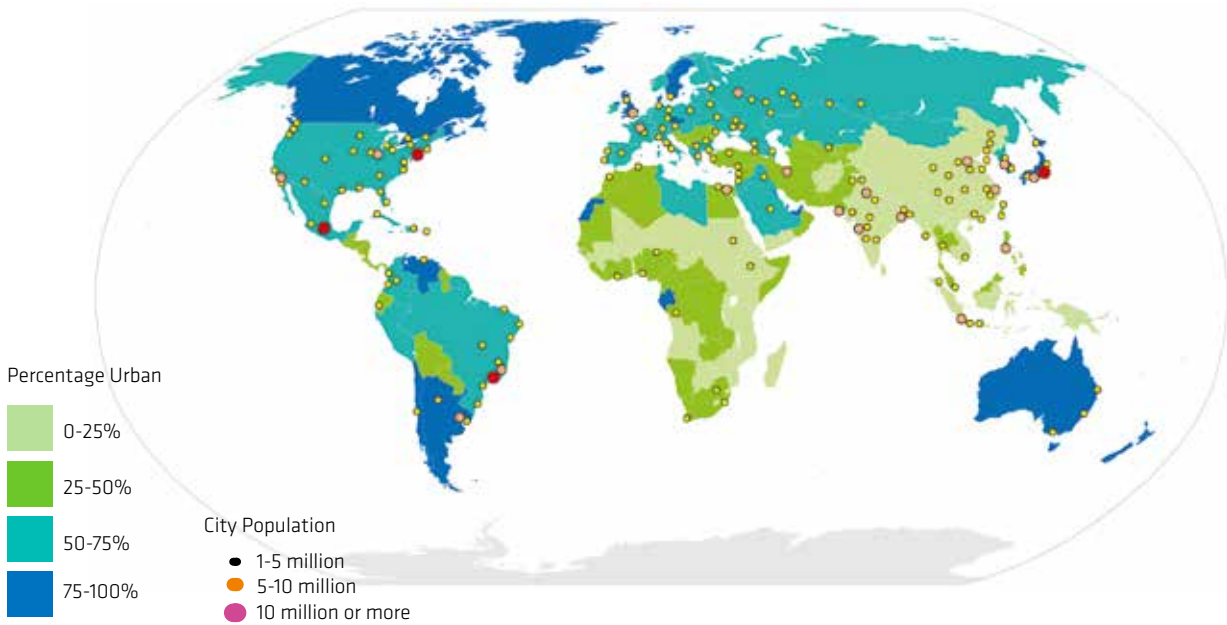 Percentage Urban
0-25%
25-50%
50-75%
75-100%
City Population
1-5 million
5-10 million
10 million or more